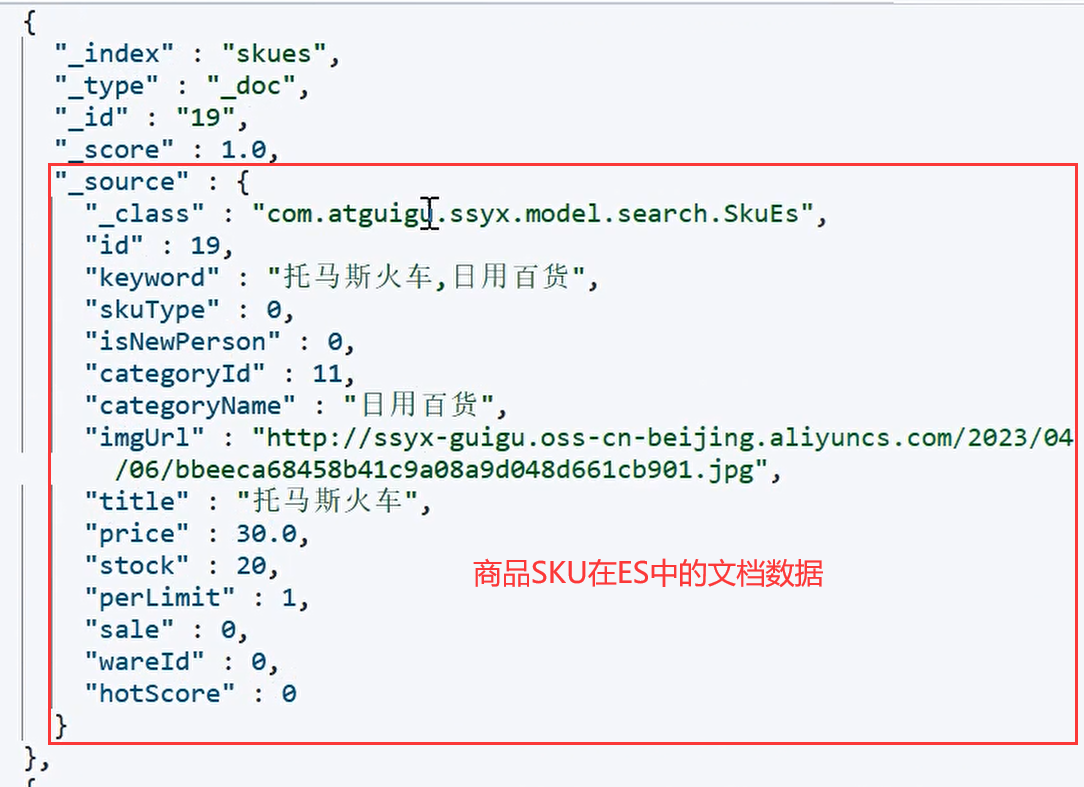 {
"_index" : "skues",
"_type" : "_doc",
"_id" : "19",
"_score" : 1.0,
"_source" : {
"_class" : "com.atguigu.ssyx.model.search.SkuEs",
"id" : 19,
"keyword" : "托马斯火车,日用百货",
"skuType" : 0,
"isNewPerson" : 0,
"categoryId" : 11,
"categoryName" : "日用百货",
"imgUrl" : "http://ssyx-guigu.oss-cn-beijing.aliyuncs.com/2023/04
/06/bbeeca68458b41c9a08a9d048d661cb901.jpg",
"title" : "托马斯火车",
"price" : 30.0,
"stock" : 20,
商品SKU在ES中的文档数据
"perLimit" : 1,
"sale" : 0,
"wareId" : 0,
"hotScore" : 0
}
},